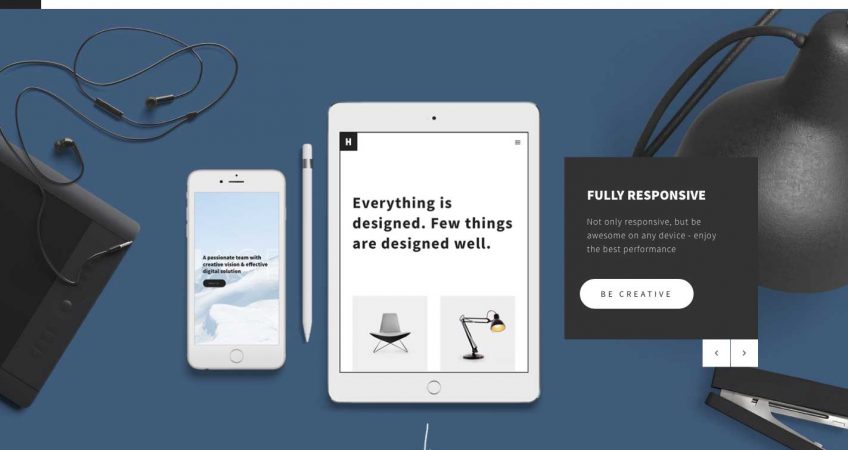 H
Everything is
designed. Few things
are designed well.
A passionate team with
creative vision & effective
digital solution
FULLY RESPONSIVE
Not only responsive, but be
awesome on any device - enjoy
the best performance
BE CREATIVE